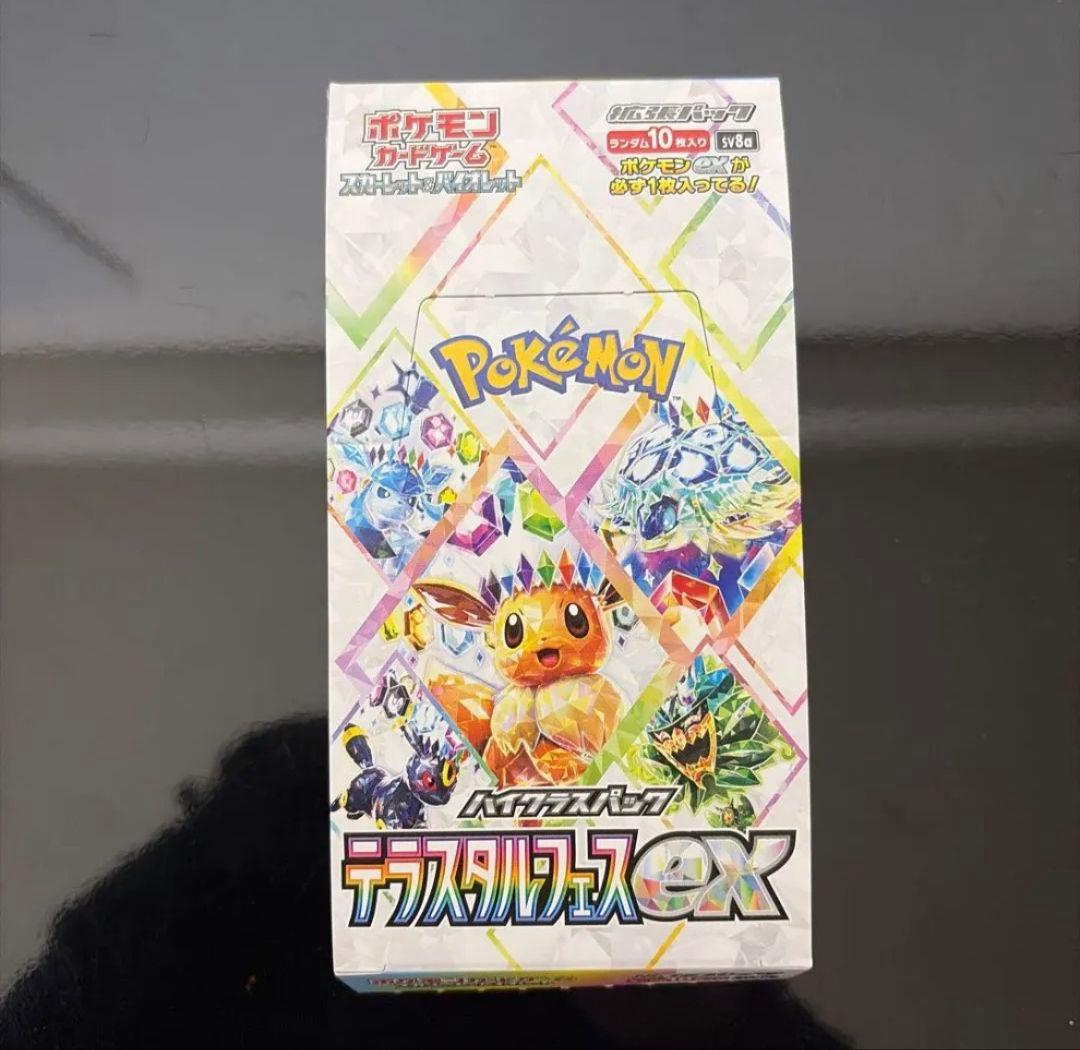 ポケモン
カードゲーム
スカーレット&バイオレット
拡張パック
ランダム10枚入り SV8a
ポケモンexが
必ず1枚入ってる!
POKéMON
TM
ハイクラスパック
テラスタルフェスex